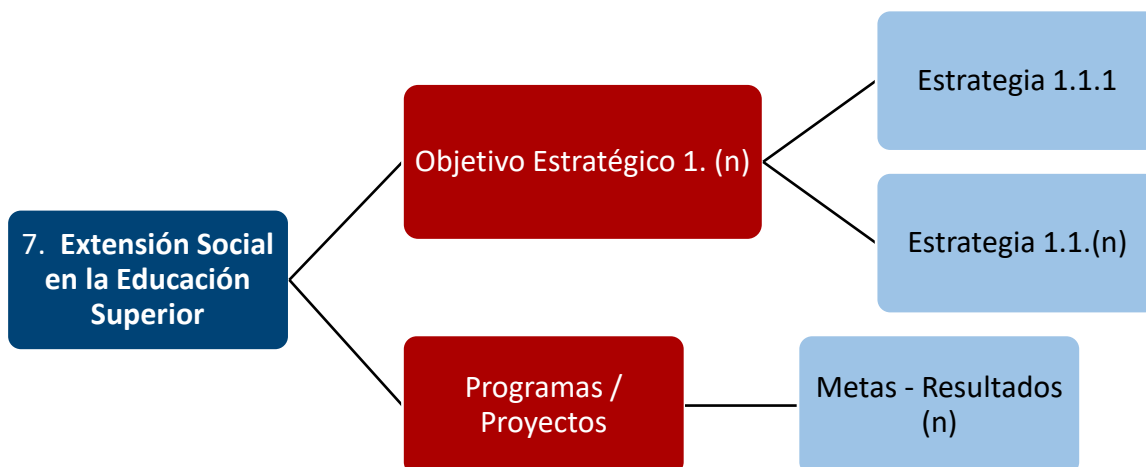 7. Extensión Social
en la Educación
Superior
Objetivo Estratégico 1. (n)
Estrategia 1.1.1
Estrategia 1.1.(n)
Programas /
Proyectos
Metas - Resultados
(n)